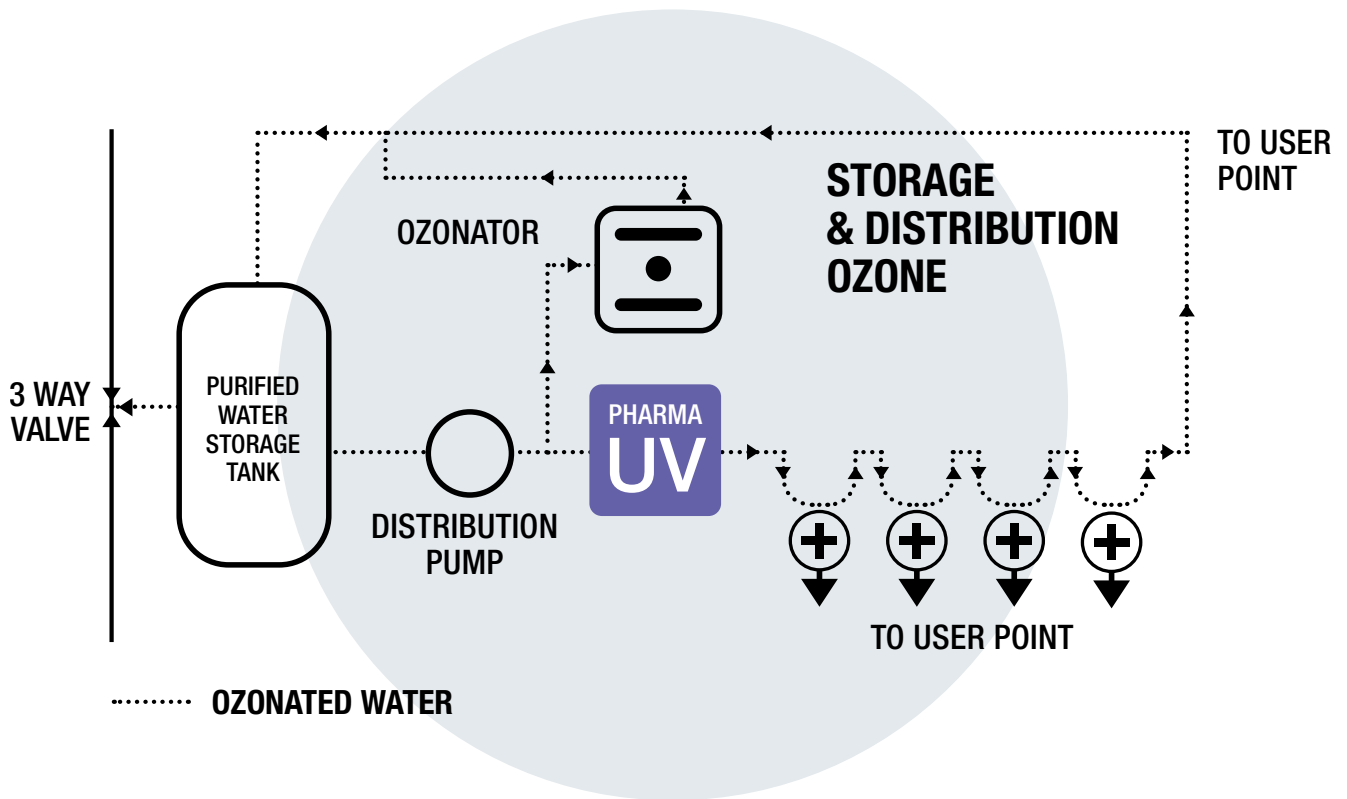 TO USER
POINT
STORAGE
& DISTRIBUTION
OZONE
OZONATOR
3 WAY
VALVE
PURIFIED
WATER
STORAGE
TANK
PHARMA
UV
DISTRIBUTION
PUMP
TO USER POINT
OZONATED WATER